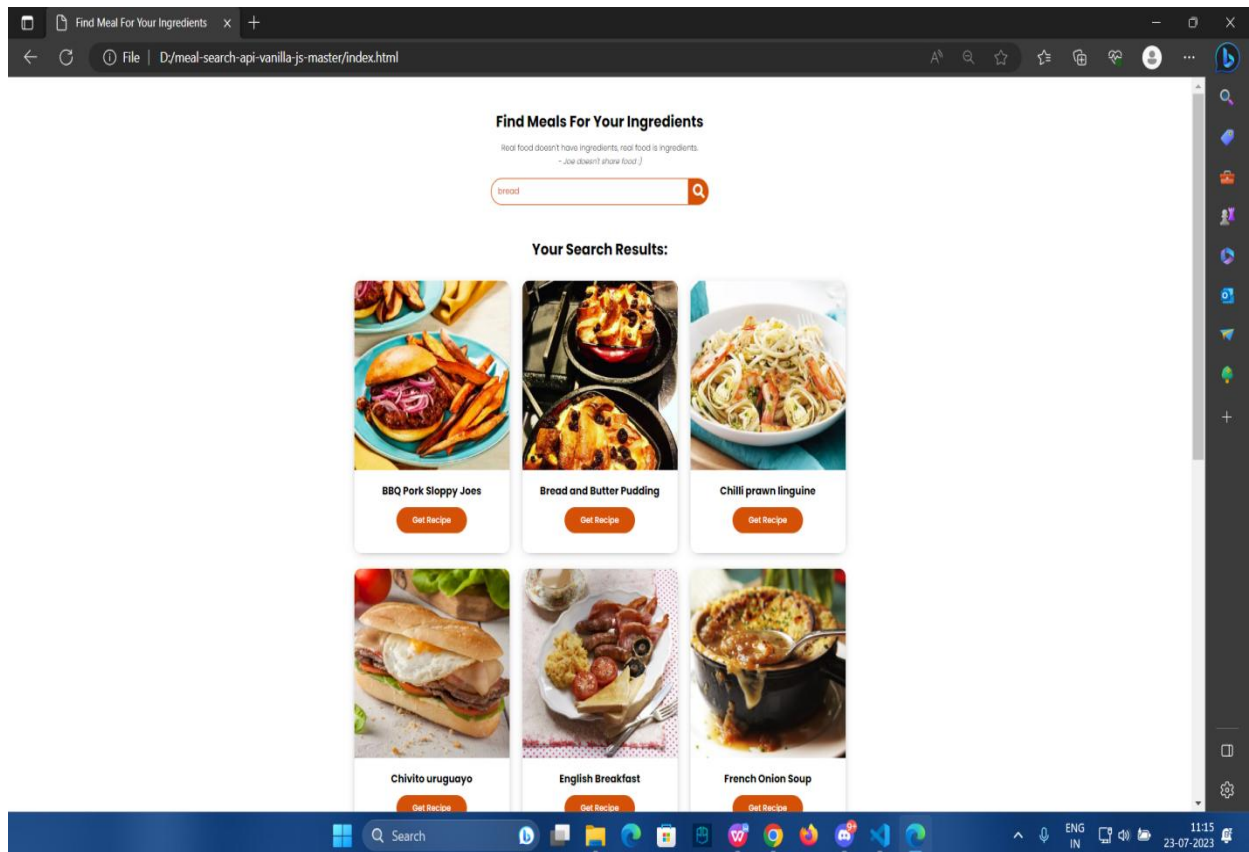 Find Meal For Your Ingredients
File | D:/meal-search-api-vanilla-js-master/index.html
Find Meals For Your Ingredients
Real food doesn't have ingredients, real food is ingredients.
- Joe doesn't share food :)
bread
Your Search Results:
BBQ Pork Sloppy Joes
Bread and Butter Pudding
Chilli prawn linguine
Get Recipe
Get Recipe
Get Recipe
Chivito uruguayo
English Breakfast
French Onion Soup
Get Recipe
Get Recipe
Get Recipe
Search
ENG
IN
11:15
23-07-2023